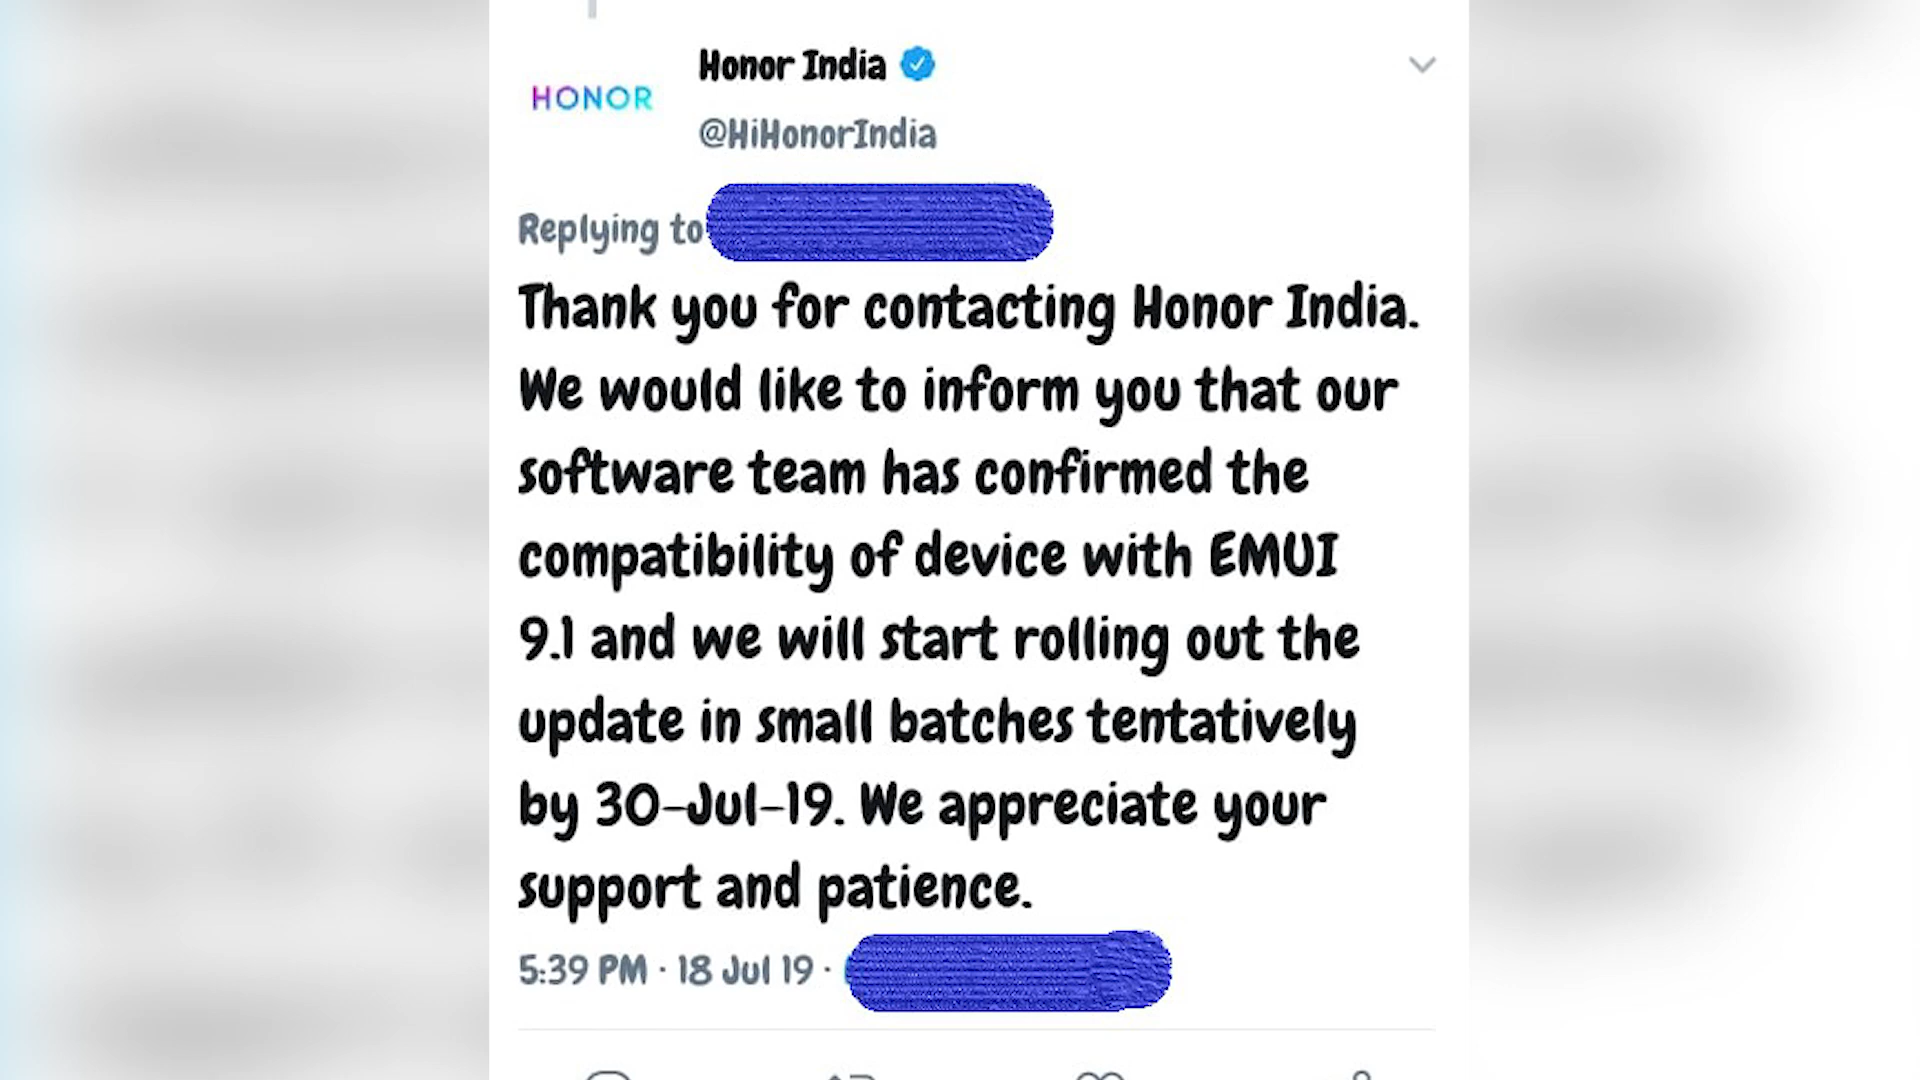 Honor India
HONOR
@HiHonorIndia
Replying to
Thank you for contacting Honor India.
We would like to inform you that our
software team has confirmed the
compatibility of device with EMUI
9.1 and we will start rolling out the
update in small batches tentatively
by 30-Jul-19. We appreciate your
support and patience.
5:39 PM · 18 Jul 19 ·